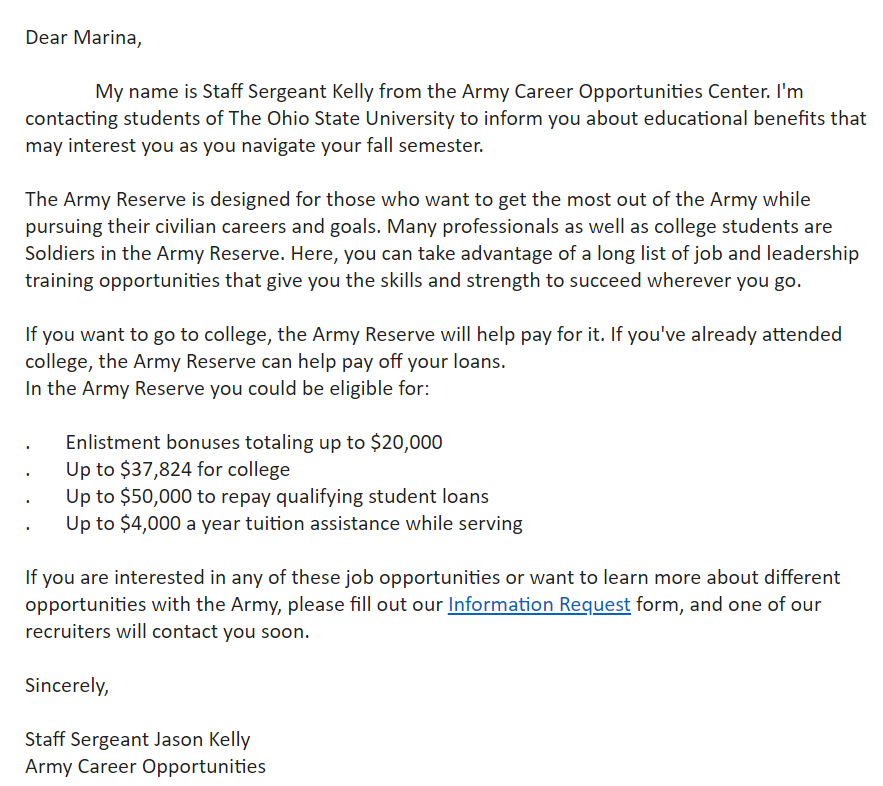 Dear Marina,
My name is Staff Sergeant Kelly from the Army Career Opportunities Center. I'm
contacting students of The Ohio State University to inform you about educational benefits that
may interest you as you navigate your fall semester.
The Army Reserve is designed for those who want to get the most out of the Army while
pursuing their civilian careers and goals. Many professionals as well as college students are
Soldiers in the Army Reserve. Here, you can take advantage of a long list of job and leadership
training opportunities that give you the skills and strength to succeed wherever you go.
If you want to go to college, the Army Reserve will help pay for it. If you've already attended
college, the Army Reserve can help pay off your loans.
In the Army Reserve you could be eligible for:
. Enlistment bonuses totaling up to $20,000
. Up to $37,824 for college
. Up to $50,000 to repay qualifying student loans
. Up to $4,000 a year tuition assistance while serving
If you are interested in any of these job opportunities or want to learn more about different
opportunities with the Army, please fill out our Information Request form, and one of our
recruiters will contact you soon.
Sincerely,
Staff Sergeant Jason Kelly
Army Career Opportunities